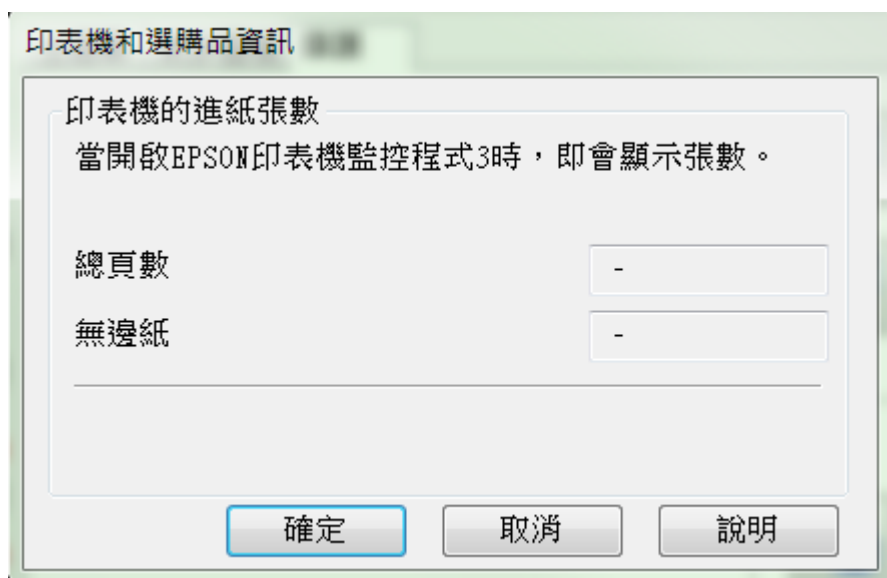 印表機和選購品資訊
印表機的進紙張數
當開啟EPSON印表機監控程式3時，即會顯示張數。
總頁數
-
無邊紙
-
確定
取消
說明